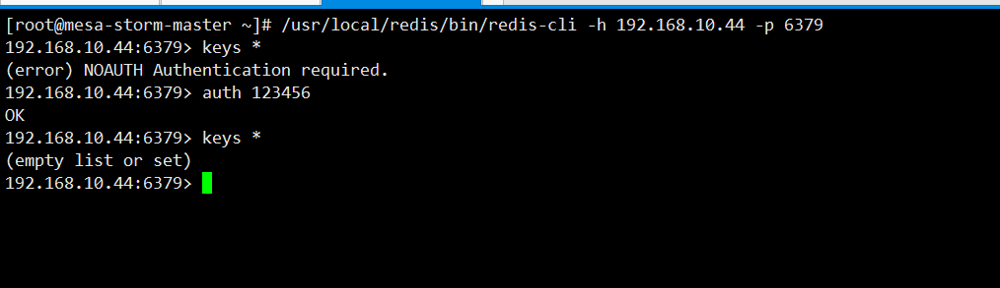 [root@mesa-storm-master ~]# /usr/local/redis/bin/redis-cli -h 192.168.10.44 -p 6379
192.168.10.44:6379> keys *
(error) NOAUTH Authentication required.
192.168.10.44:6379> auth 123456
OK
192.168.10.44:6379> keys *
(empty list or set)
192.168.10.44:6379>